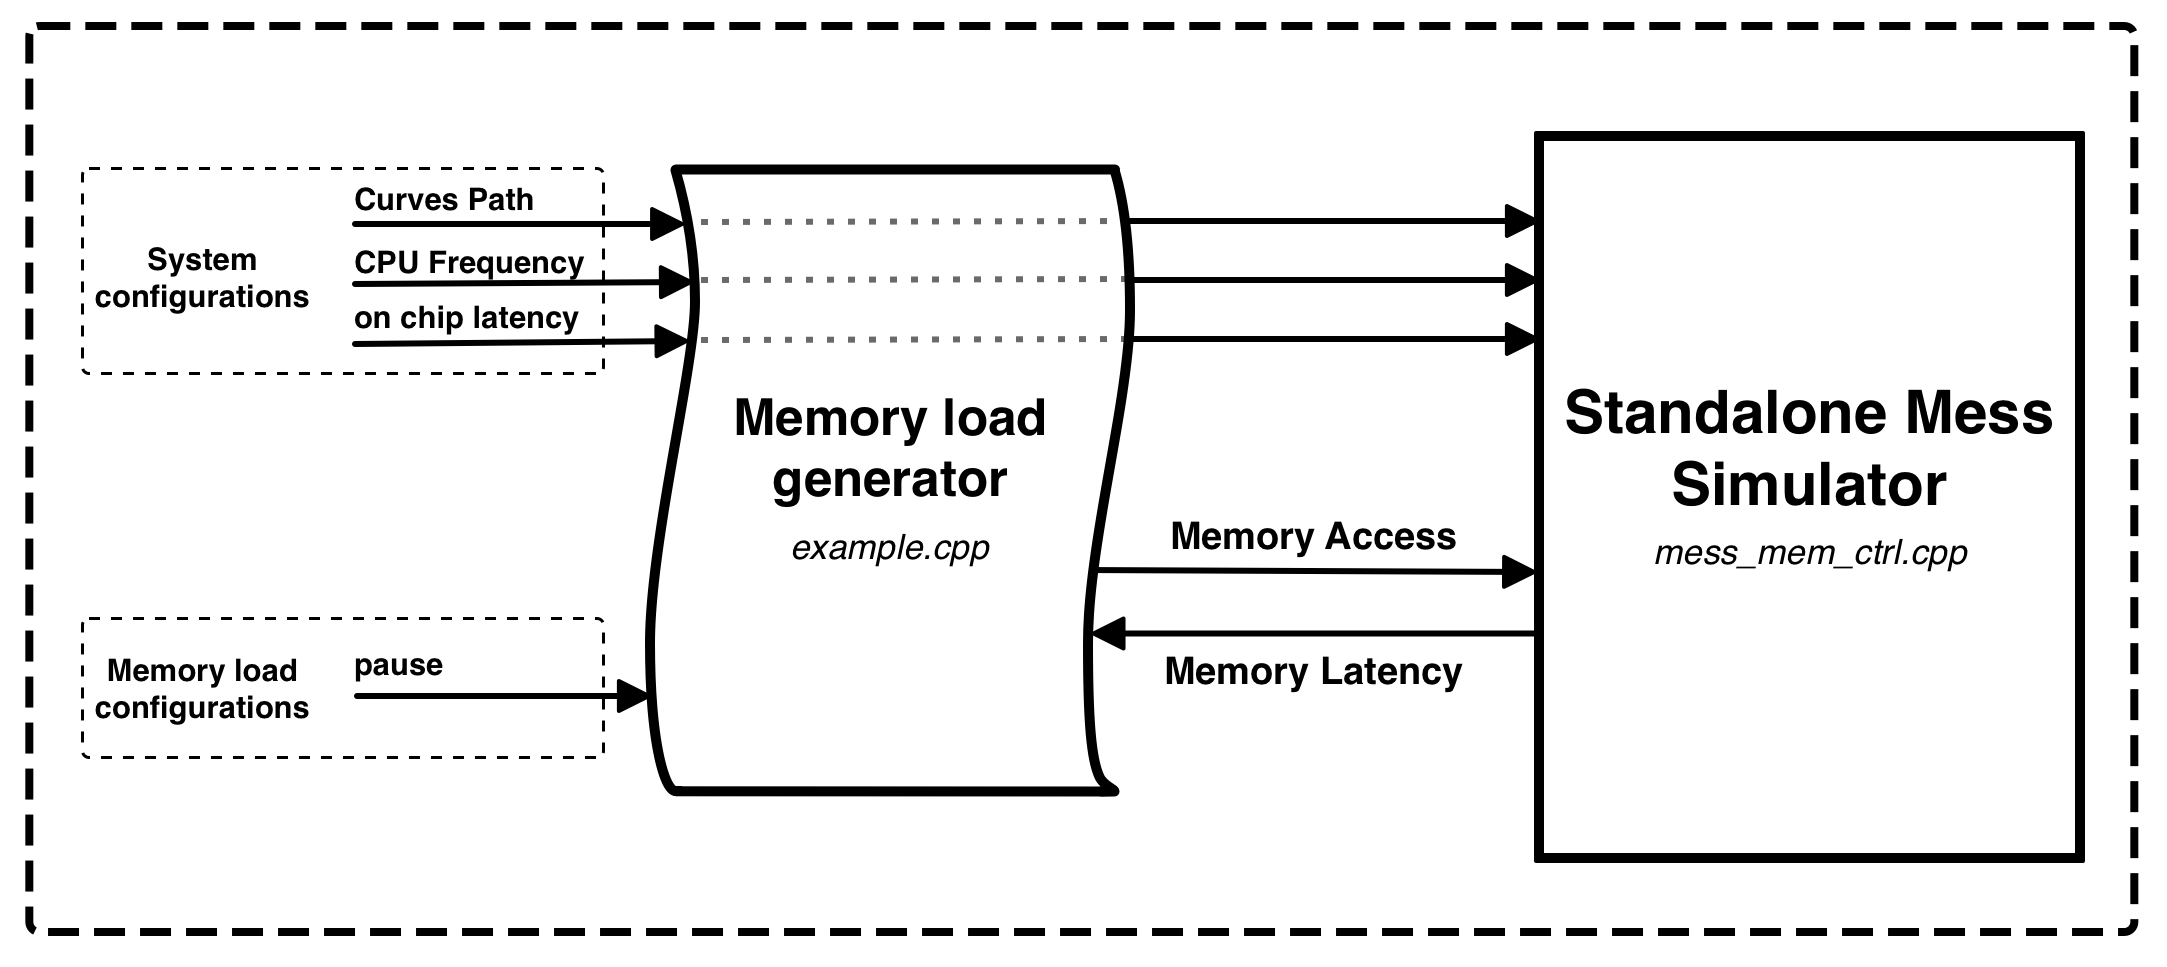 System
configurations
Curves Path
CPU Frequency
on chip latency
Memory load
generator
example.cpp
Standalone Mess
Simulator
mess_mem_ctrl.cpp
Memory Access
Memory Latency
Memory load
configurations
pause